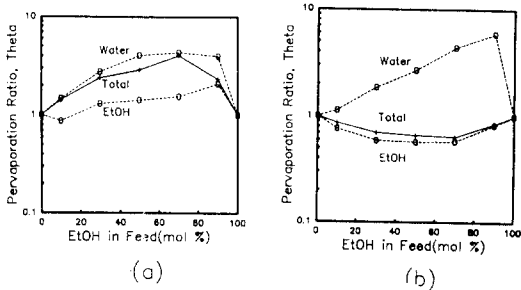 Pervaporation Ratio, Theta
10
1
0.1
Water
Total
EtOH
0 20 40 60 80 100
EtOH in Feed(mol %)
(a)
Pervaporation Ratio, Theta
10
1
0.1
Water
Total
EtOH
0 20 40 60 80 100
EtOH in Feed(mol %)
(b)